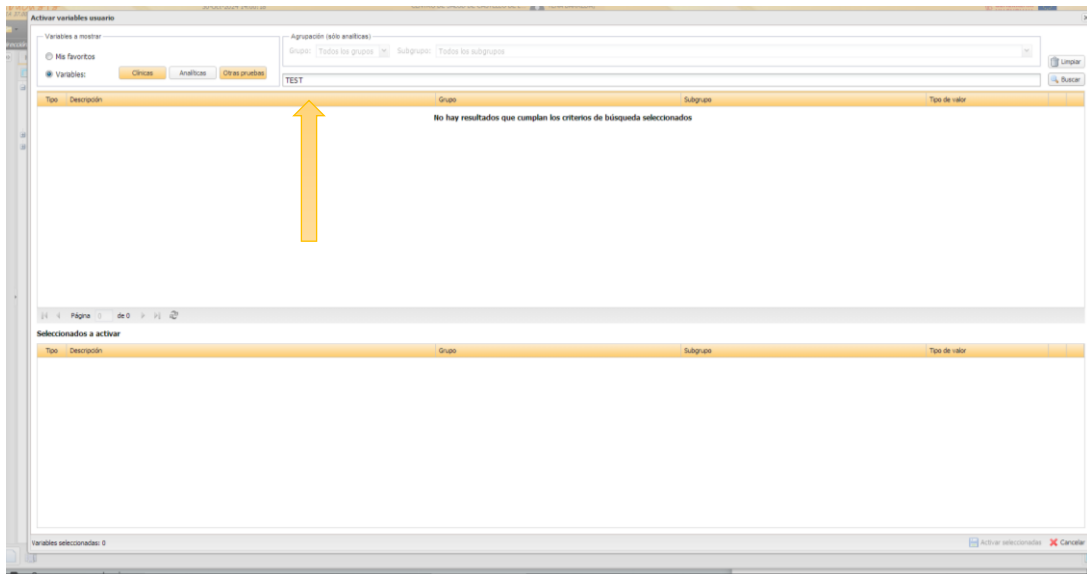 Activar variables usuario
Variables a mostrar
Agrupación (sólo analíticas)
Mis favoritos
Grupo: Todos los grupos Subgrupo: Todos los subgrupos
Limpiar
Variables: Clínicas Analíticas Otras pruebas
TEST
Buscar
Tipo Descripción Grupo Subgrupo Tipo de valor
No hay resultados que cumplan los criterios de búsqueda seleccionados
Página de 0
Seleccionados a activar
Tipo Descripción Grupo Subgrupo Tipo de valor
Variables seleccionadas: 0
Activar seleccionadas Cancelar